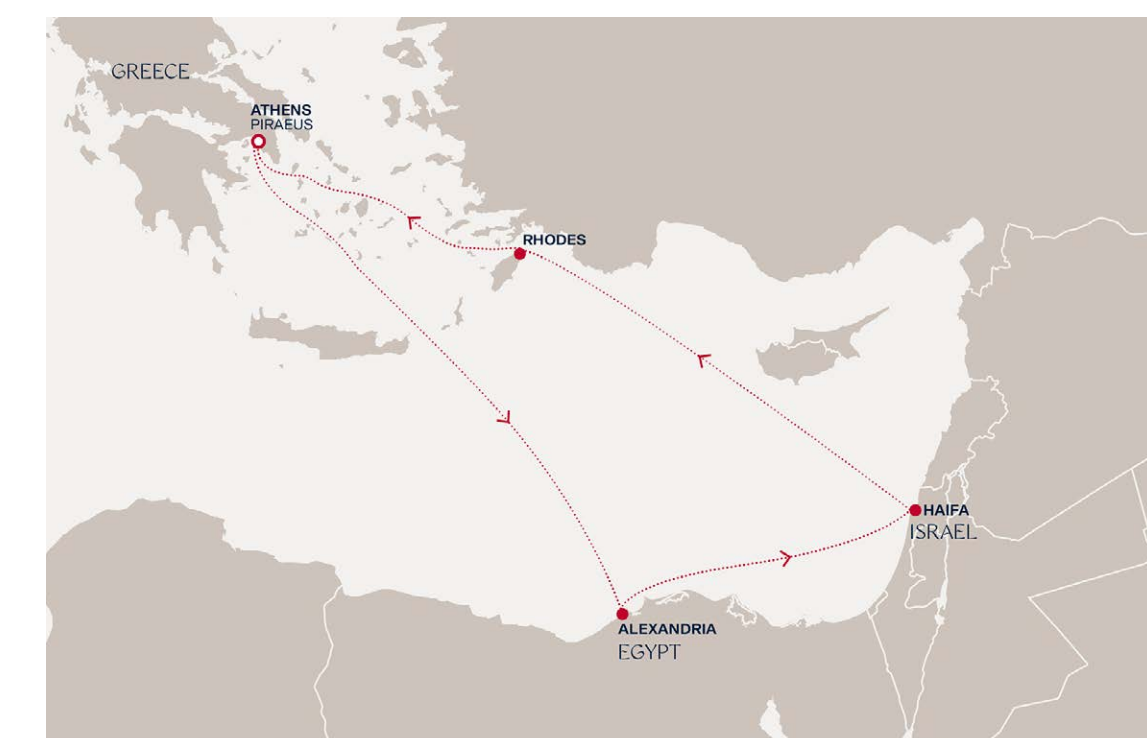 GREECE
ATHENS
PIRAEUS
RHODES
HAIFA
ISRAEL
ALEXANDRIA
EGYPT